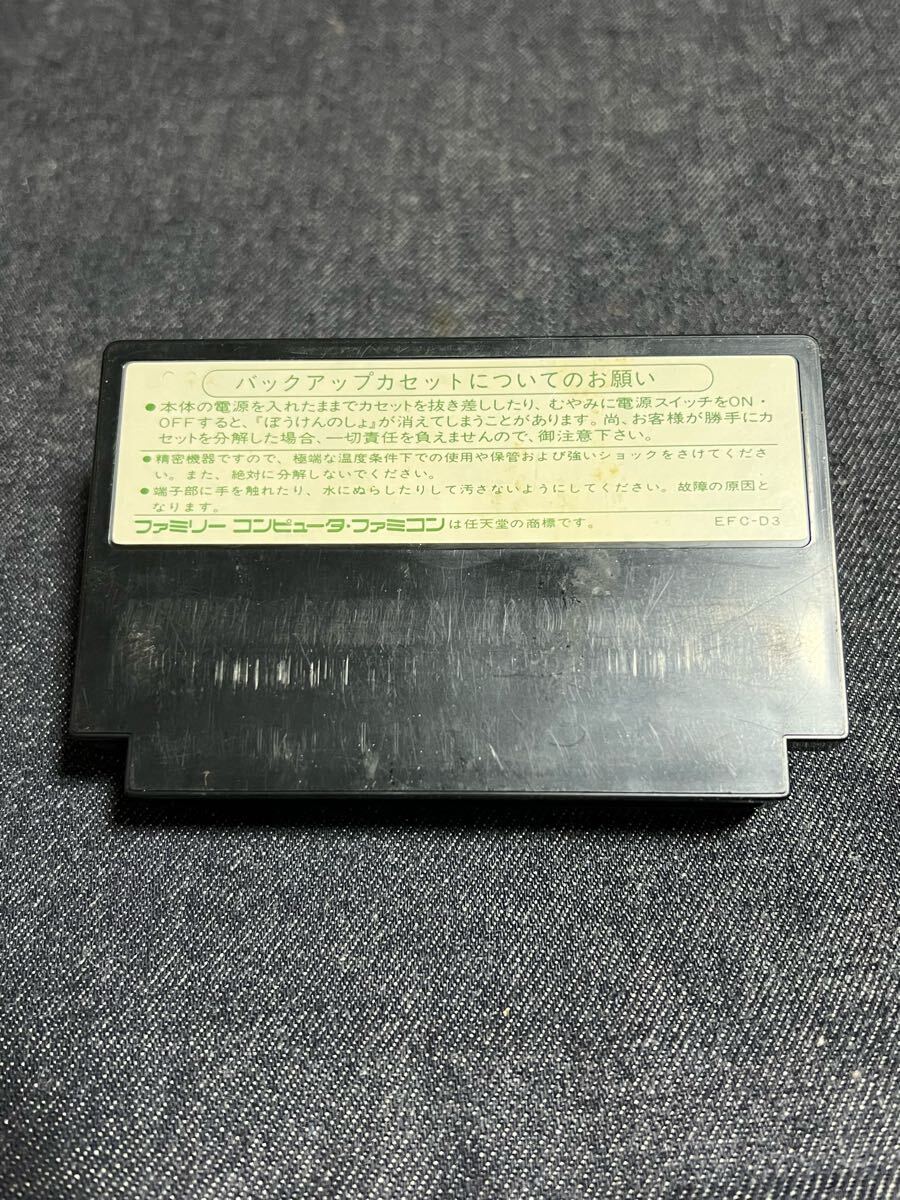 バックアップカセットについてのお願い
●本体の電源を入れたままでカセットを抜き差ししたり、むやみに電源スイッチをON・
OFFすると、『ぼうけんのしょ』が消えてしまうことがあります。尚、お客様が勝手にカ
セットを分解した場合、一切責任を負えませんので、御注意下さい。
●精密機器ですので、極端な温度条件下での使用や保管および強いショックをさけてくださ
い。また、絶対に分解しないでください。
●端子部に手を触れたり、水にぬらしたりして汚さないようにしてください。故障の原因と
なります。
ファミリー コンピュータ・ファミコンは任天堂の商標です。 EFC-D3